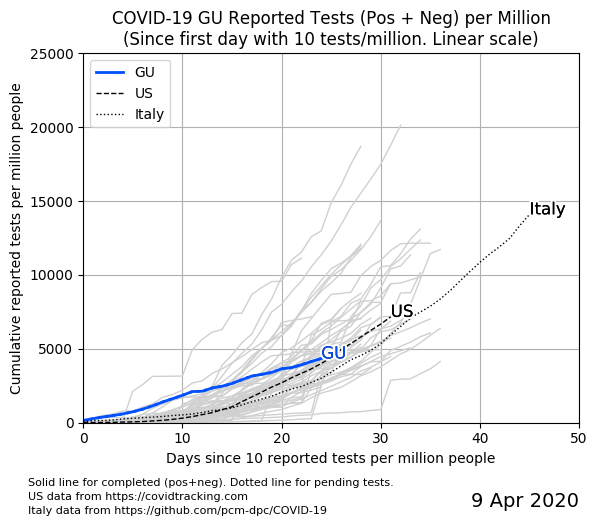 COVID-19 GU Reported Tests (Pos + Neg) per Million
(Since first day with 10 tests/million. Linear scale)
Cumulative reported tests per million people
25000
20000
15000
10000
5000
0
GU
US
Italy
Italy
US
GU
0 10 20 30 40 50
Days since 10 reported tests per million people
Solid line for completed (pos+neg). Dotted line for pending tests.
US data from https://covidtracking.com
Italy data from https://github.com/pcm-dpc/COVID-19
9 Apr 2020